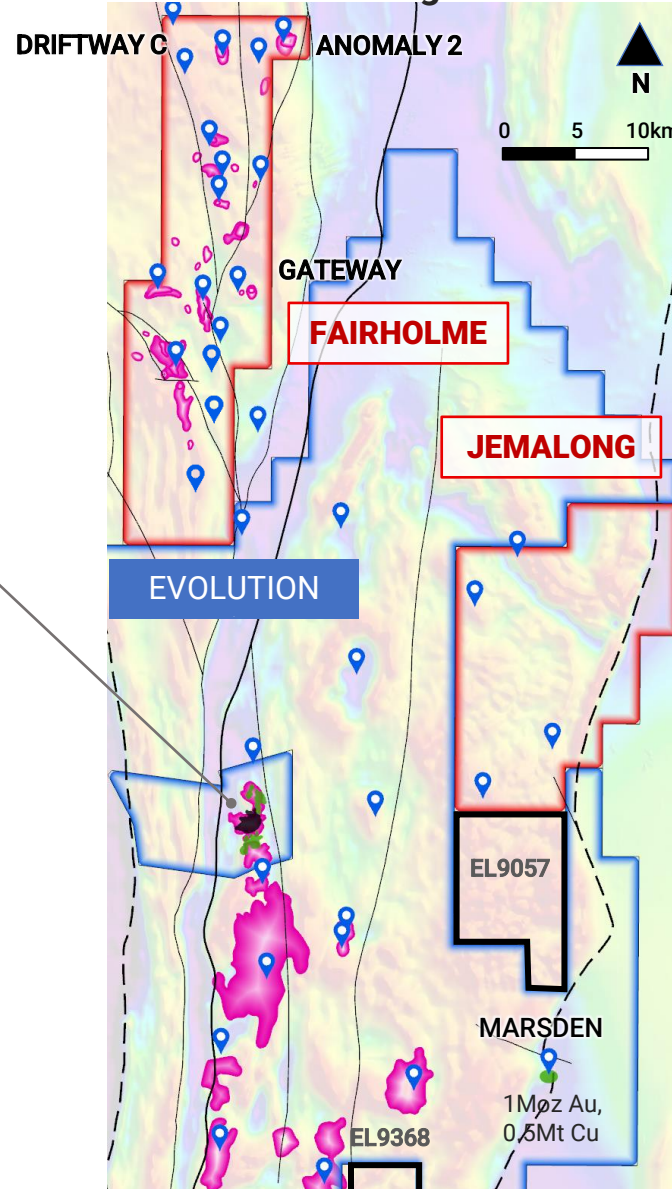 DRIFTWAY C
ANOMALY 2
N
0 5 10km
GATEWAY
FAIRHOLME
JEMALONG
EVOLUTION
EL9057
MARSDEN
1Moz Au,
0.5Mt Cu
EL9368